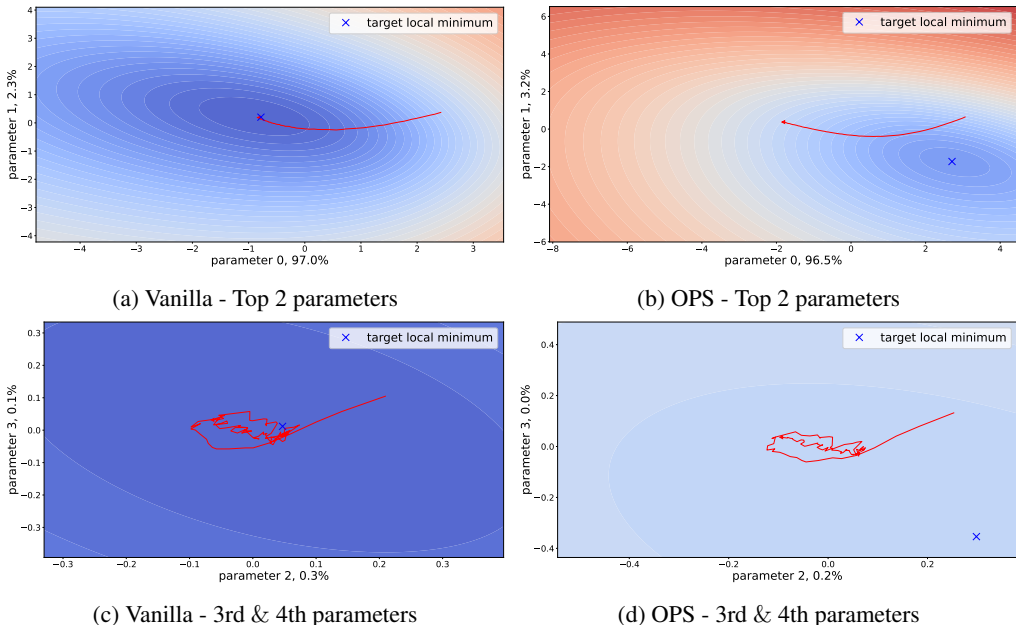 target local minimum
parameter 1, 2.3%
4
3
2
1
0
−1
−2
−3
−4
−4 −3 −2 −1 0 1 2 3
parameter 0, 97.0%
(a) Vanilla - Top 2 parameters
target local minimum
parameter 1, 3.2%
6
4
2
0
−2
−4
−6
−8 −6 −4 −2 0 2 4
parameter 0, 96.5%
(b) OPS - Top 2 parameters
target local minimum
parameter 3, 0.1%
0.3
0.2
0.1
0.0
−0.1
−0.2
−0.3
−0.3 −0.2 −0.1 0.0 0.1 0.2 0.3
parameter 2, 0.3%
(c) Vanilla - 3rd & 4th parameters
target local minimum
parameter 3, 0.0%
0.4
0.2
0.0
−0.2
−0.4
−0.4 −0.2 0.0 0.2
parameter 2, 0.2%
(d) OPS - 3rd & 4th parameters